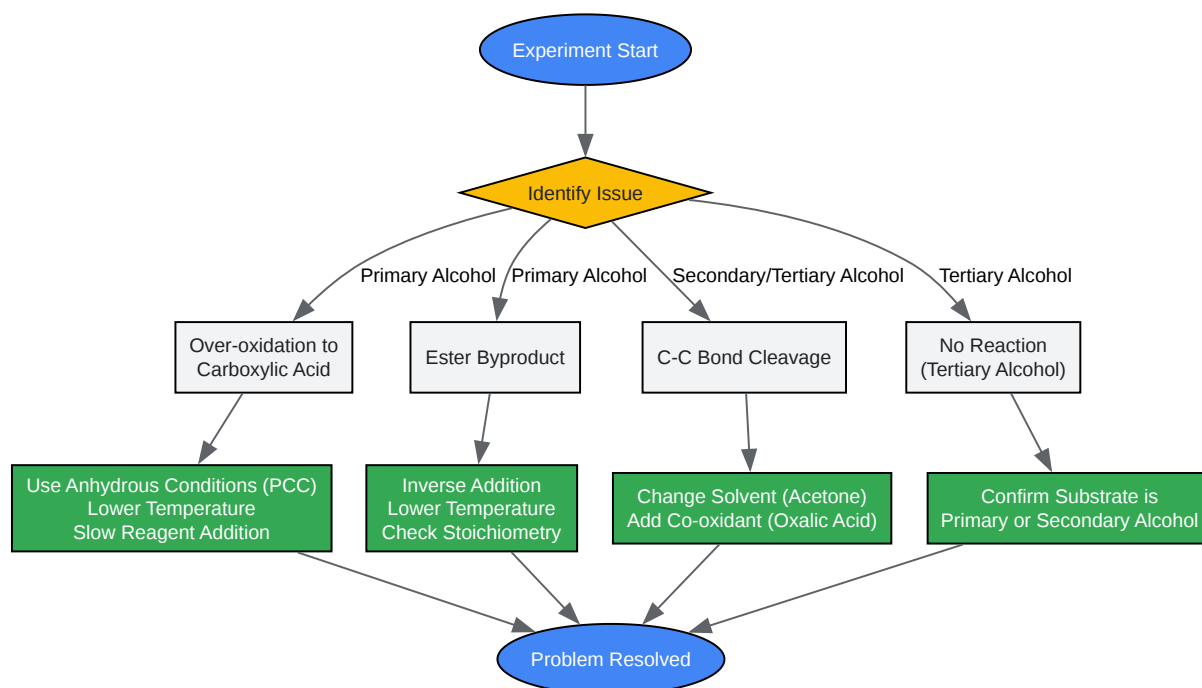 Experiment Start
Identify Issue
Primary Alcohol
Primary Alcohol
Secondary/Tertiary Alcohol
Tertiary Alcohol
Over-oxidation to
Carboxylic Acid
Ester Byproduct
C-C Bond Cleavage
No Reaction
(Tertiary Alcohol)
Use Anhydrous Conditions (PCC)
Lower Temperature
Slow Reagent Addition
Inverse Addition
Lower Temperature
Check Stoichiometry
Change Solvent (Acetone)
Add Co-oxidant (Oxalic Acid)
Confirm Substrate is
Primary or Secondary Alcohol
Problem Resolved